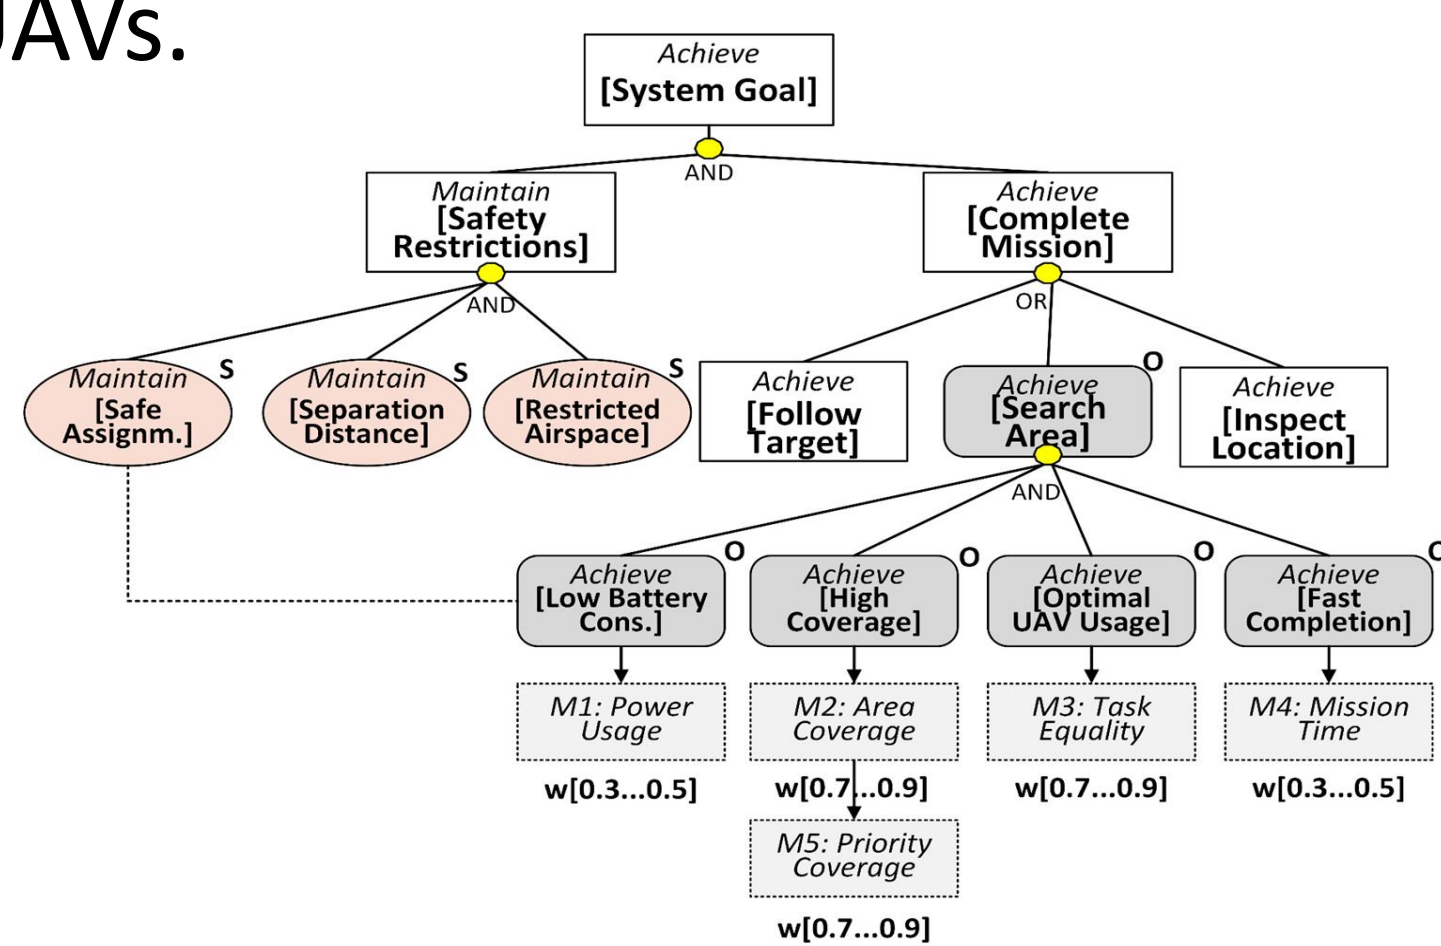 UAVs.
Achieve
[System Goal]
AND
Maintain
[Safety
Restrictions]
AND
Achieve
[Complete
Mission]
OR
Maintain
[Safe
Assignm.]
S
Maintain
[Separation
Distance]
S
Maintain
[Restricted
Airspace]
S
Achieve
[Follow
Target]
Achieve
[Search
Area]
O
AND
Achieve
[Inspect
Location]
Achieve
[Low Battery
Cons.]
O
Achieve
[High
Coverage]
O
Achieve
[Optimal
UAV Usage]
O
Achieve
[Fast
Completion]
O
M1: Power
Usage
w[0.3...0.5]
M2: Area
Coverage
w[0.7...0.9]
M3: Task
Equality
w[0.7...0.9]
M4: Mission
Time
w[0.3...0.5]
M5: Priority
Coverage
w[0.7...0.9]